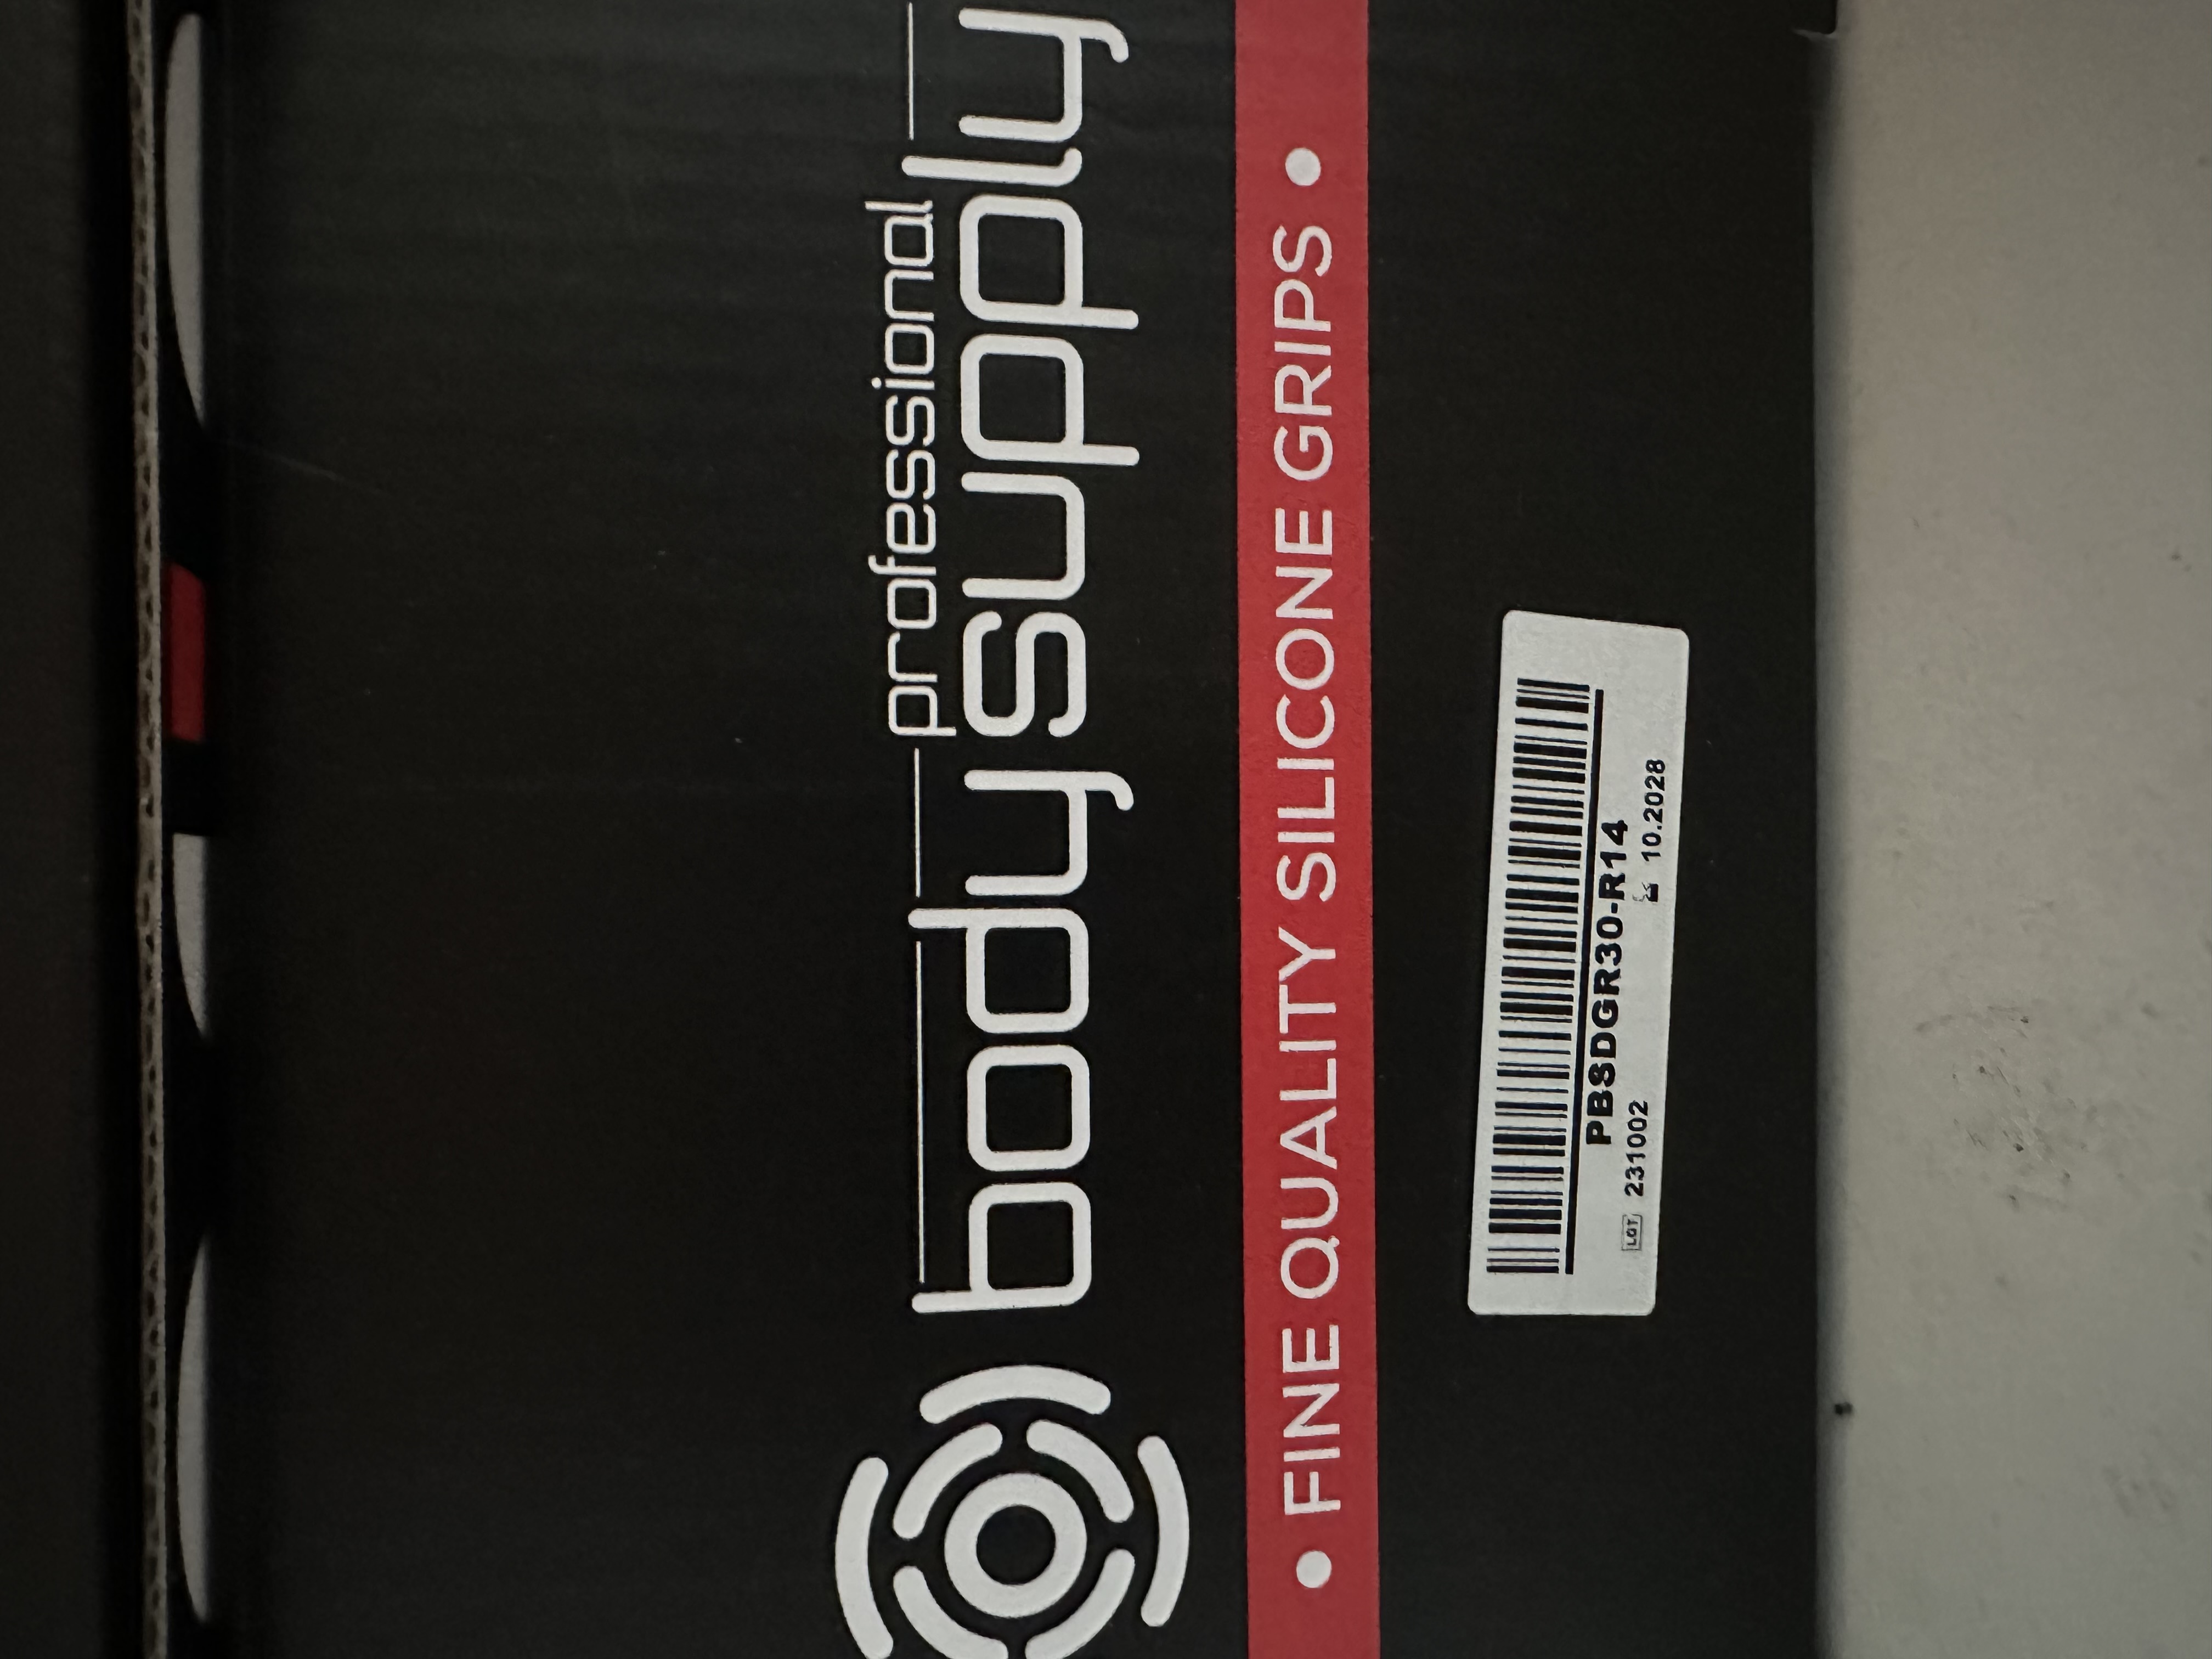 professional
body supply
• FINE QUALITY SILICONE GRIPS •
PBSDGR30-R14
LOT 231002 10.2028